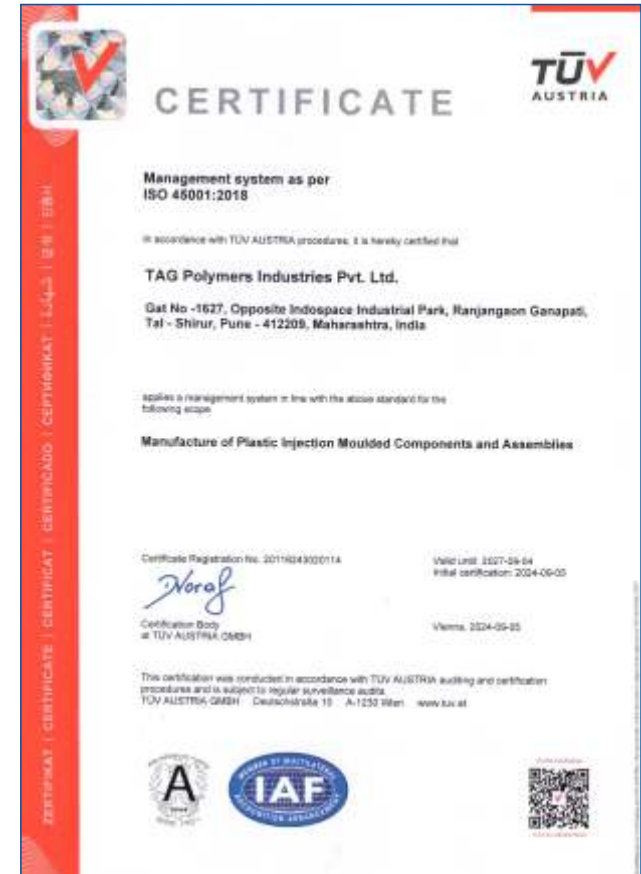 CERTIFICATE
TÜV
AUSTRIA
Management system as per
ISO 45001:2018
In accordance with TÜV AUSTRIA procedures, it is hereby certified that
TAG Polymers Industries Pvt. Ltd.
Gat No -1627, Opposite Indospace Industrial Park, Ranjangaon Ganapati,
Tal - Shirur, Pune - 412209, Maharashtra, India
applies a management system in line with the above standard for the
following scope
Manufacture of Plastic Injection Moulded Components and Assemblies
Certificate Registration No. 20116243020114
Valid until: 2027-09-04
Initial certification: 2024-09-05
Certification Body
at TÜV AUSTRIA GMBH
Vienna, 2024-09-05
This certification was conducted in accordance with TÜV AUSTRIA auditing and certification
procedures and is subject to regular surveillance audits.
TÜV AUSTRIA GMBH Deutschstraße 10 A-1230 Wien www.tuv.at
IAF
ZERTIFIKAT | CERTIFICATE | CERTIFICAT | CERTIFICADO | СЕРТИФИКАТ | شهادة